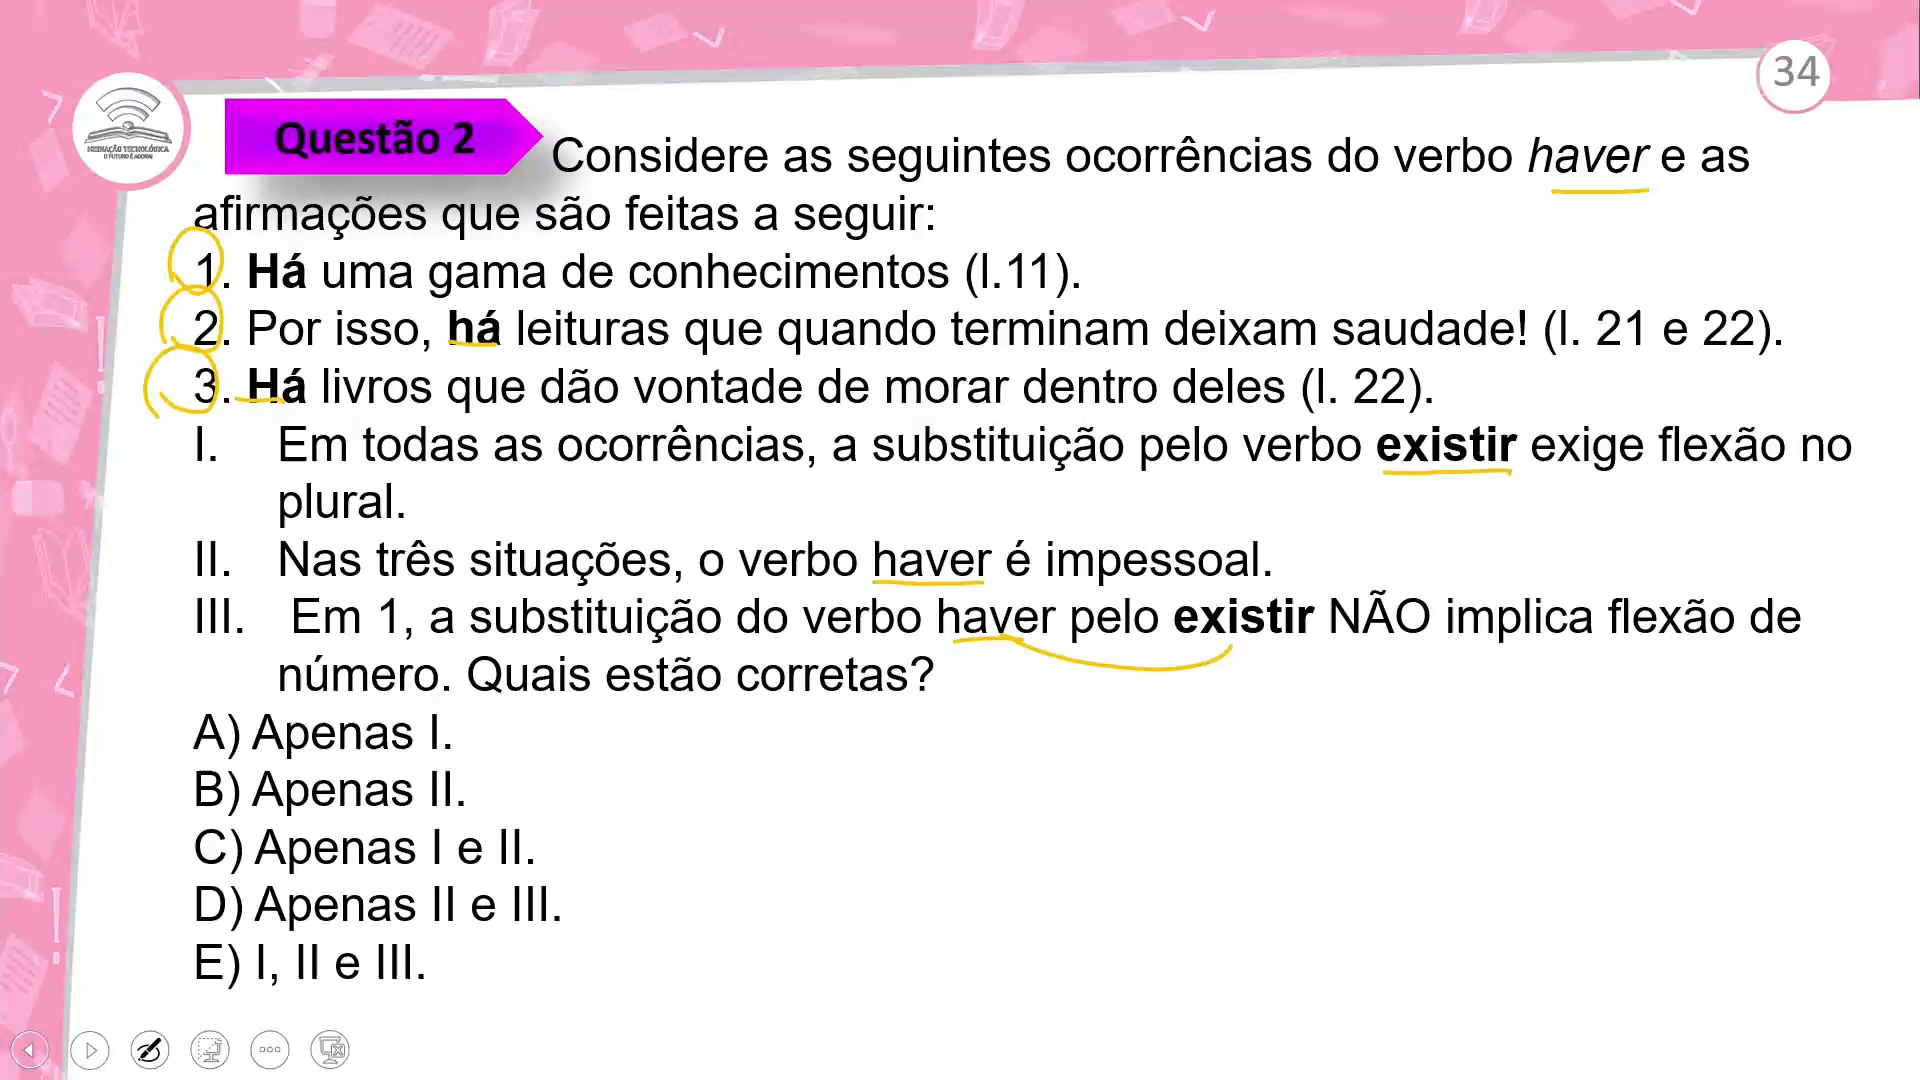 34
MEDIAÇÃO TECNOLÓGICA
O FUTURO É AGORA!
Questão 2 Considere as seguintes ocorrências do verbo haver e as
afirmações que são feitas a seguir:
1. Há uma gama de conhecimentos (l.11).
2. Por isso, há leituras que quando terminam deixam saudade! (l. 21 e 22).
3. Há livros que dão vontade de morar dentro deles (l. 22).
I. Em todas as ocorrências, a substituição pelo verbo existir exige flexão no
plural.
II. Nas três situações, o verbo haver é impessoal.
III. Em 1, a substituição do verbo haver pelo existir NÃO implica flexão de
número. Quais estão corretas?
A) Apenas I.
B) Apenas II.
C) Apenas I e II.
D) Apenas II e III.
E) I, II e III.